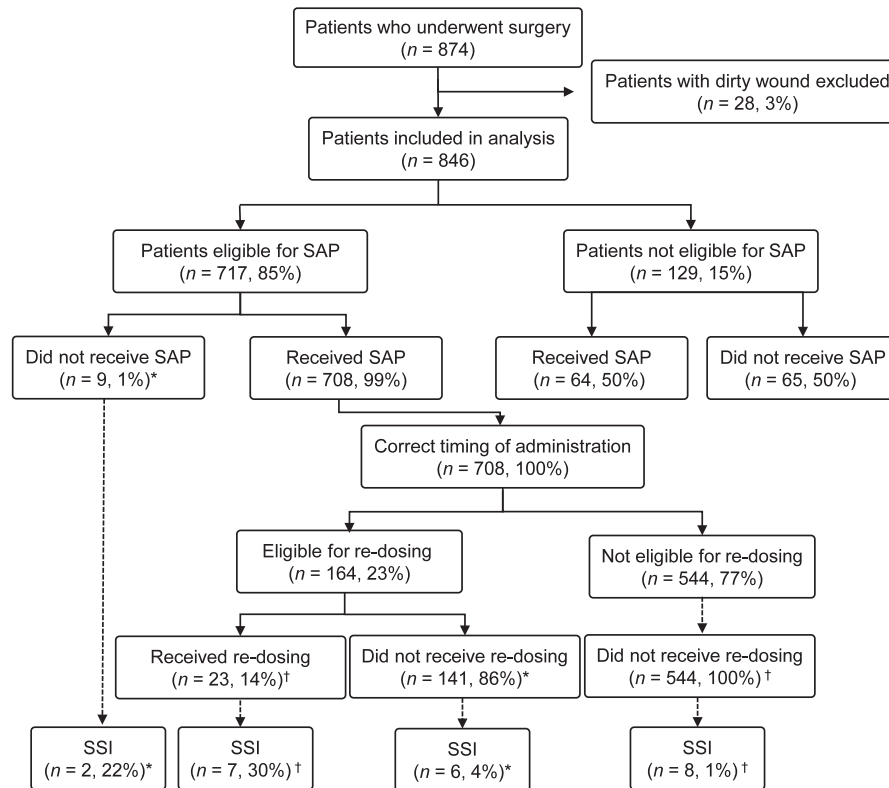 Patients who underwent surgery
(n = 874)
Patients with dirty wound excluded
(n = 28, 3%)
Patients included in analysis
(n = 846)
Patients eligible for SAP
(n = 717, 85%)
Patients not eligible for SAP
(n = 129, 15%)
Did not receive SAP
(n = 9, 1%)*
Received SAP
(n = 708, 99%)
Received SAP
(n = 64, 50%)
Did not receive SAP
(n = 65, 50%)
Correct timing of administration
(n = 708, 100%)
Eligible for re-dosing
(n = 164, 23%)
Not eligible for re-dosing
(n = 544, 77%)
Received re-dosing
(n = 23, 14%)†
Did not receive re-dosing
(n = 141, 86%)*
Did not receive re-dosing
(n = 544, 100%)†
SSI
(n = 2, 22%)*
SSI
(n = 7, 30%)†
SSI
(n = 6, 4%)*
SSI
(n = 8, 1%)†